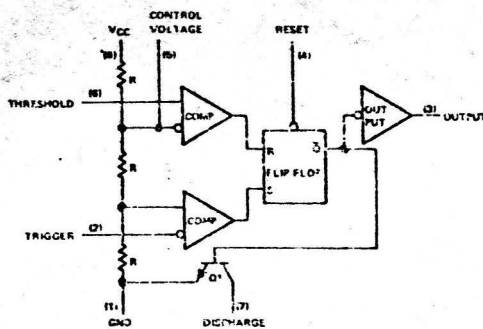 CONTROL
VOLTAGE
RESET
VCC
(8)
(5)
(4)
R
THRESHOLD
(6)
COMP
OUT
PUT
(3)
OUTPUT
R
Q
FLIP FLOP
S
R
COMP
TRIGGER
(2)
R
Q1
(1)
GND
(7)
DISCHARGE